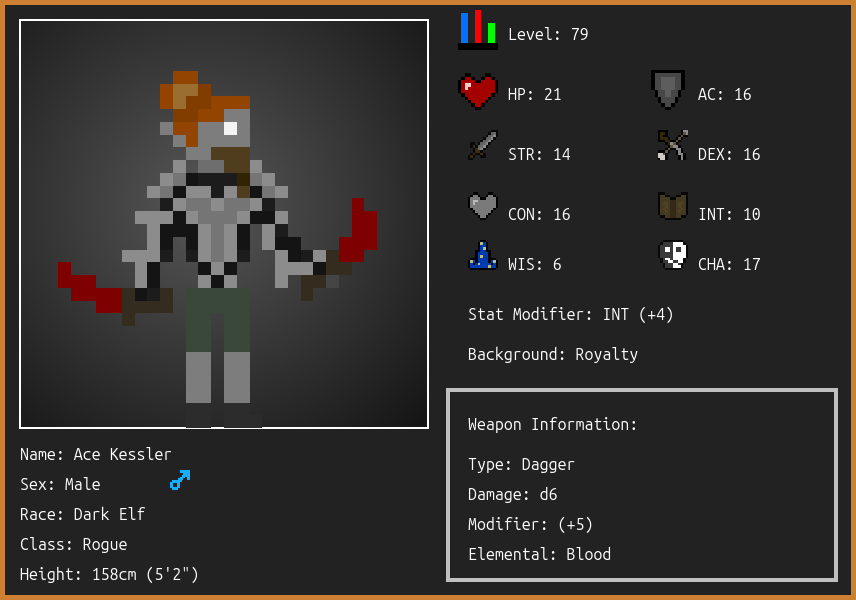 Level: 79
HP: 21
AC: 16
STR: 14
DEX: 16
CON: 16
INT: 10
WIS: 6
CHA: 17
Stat Modifier: INT (+4)
Background: Royalty
Weapon Information:
Type: Dagger
Damage: d6
Modifier: (+5)
Elemental: Blood
Name: Ace Kessler
Sex: Male
Race: Dark Elf
Class: Rogue
Height: 158cm (5'2")